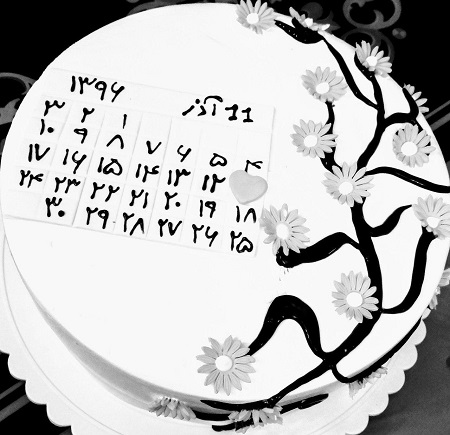 11 آذر ۱۳۹۶
۱ ۲ ۳
۴ ۵ ۶ ۷ ۸ ۹ ۱۰
۱۲ ۱۳ ۱۴ ۱۵ ۱۶ ۱۷
۱۸ ۱۹ ۲۰ ۲۱ ۲۲ ۲۳ ۲۴
۲۵ ۲۶ ۲۷ ۲۸ ۲۹ ۳۰